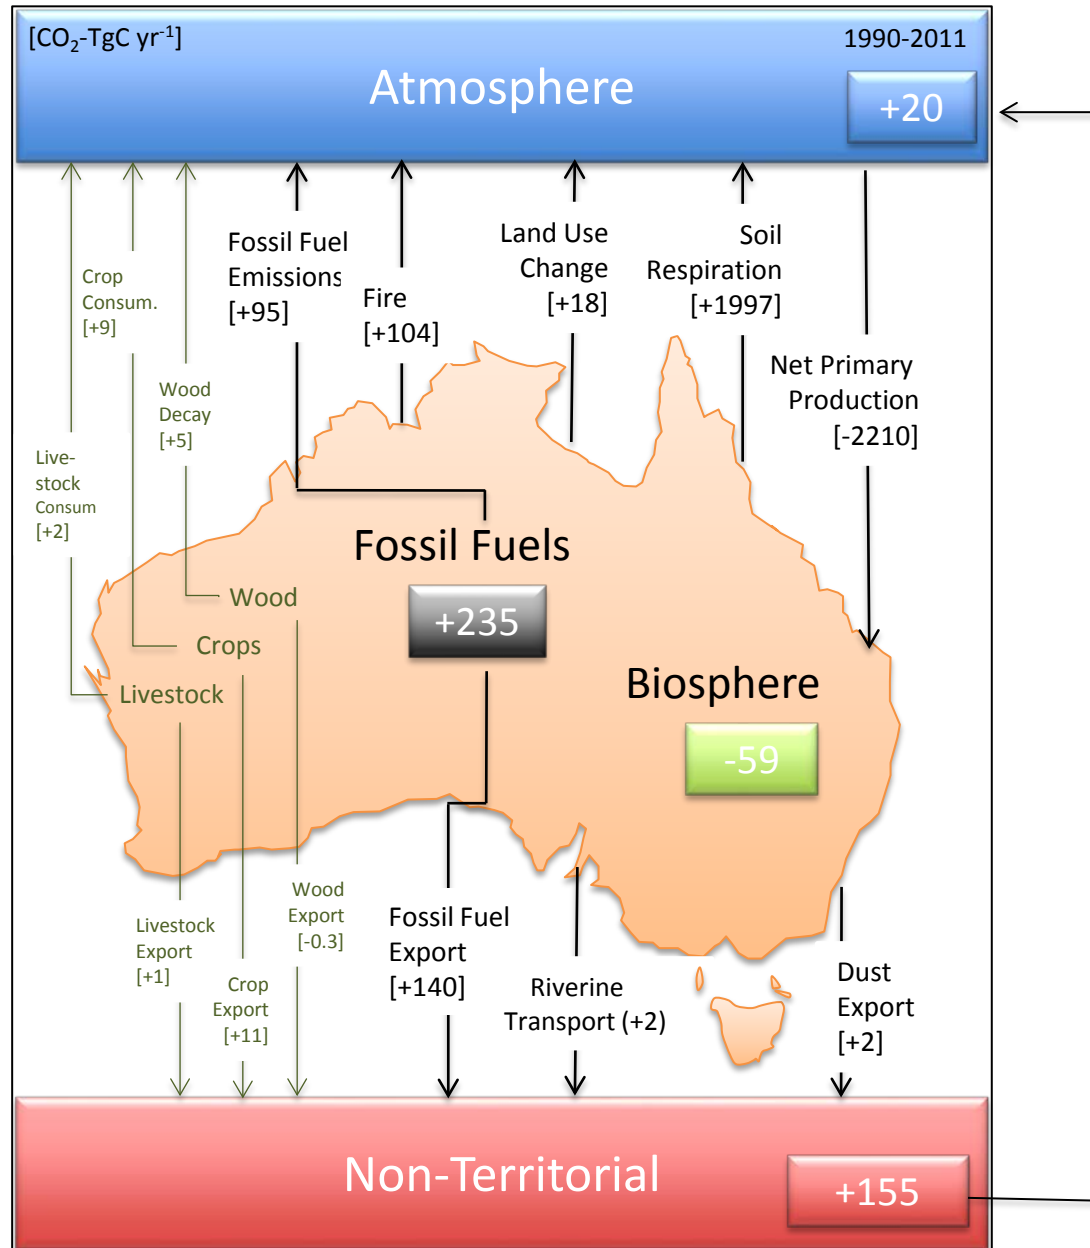 [CO₂-TgC yr⁻¹]
1990-2011
Atmosphere
+20
Fossil Fuel
Emissions
[+95]
Fire
[+104]
Land Use
Change
[+18]
Soil
Respiration
[+1997]
Net Primary
Production
[-2210]
Crop
Consum.
[+9]
Wood
Decay
[+5]
Live-
stock
Consum
[+2]
Fossil Fuels
+235
Wood
Crops
Livestock
Biosphere
-59
Livestock
Export
[+1]
Crop
Export
[+11]
Wood
Export
[-0.3]
Fossil Fuel
Export
[+140]
Riverine
Transport (+2)
Dust
Export
[+2]
Non-Territorial
+155